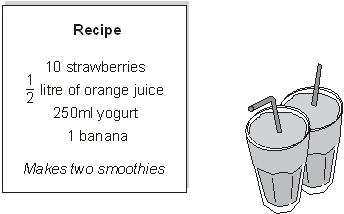 Recipe
10 strawberries
1/2 litre of orange juice
250ml yogurt
1 banana
Makes two smoothies